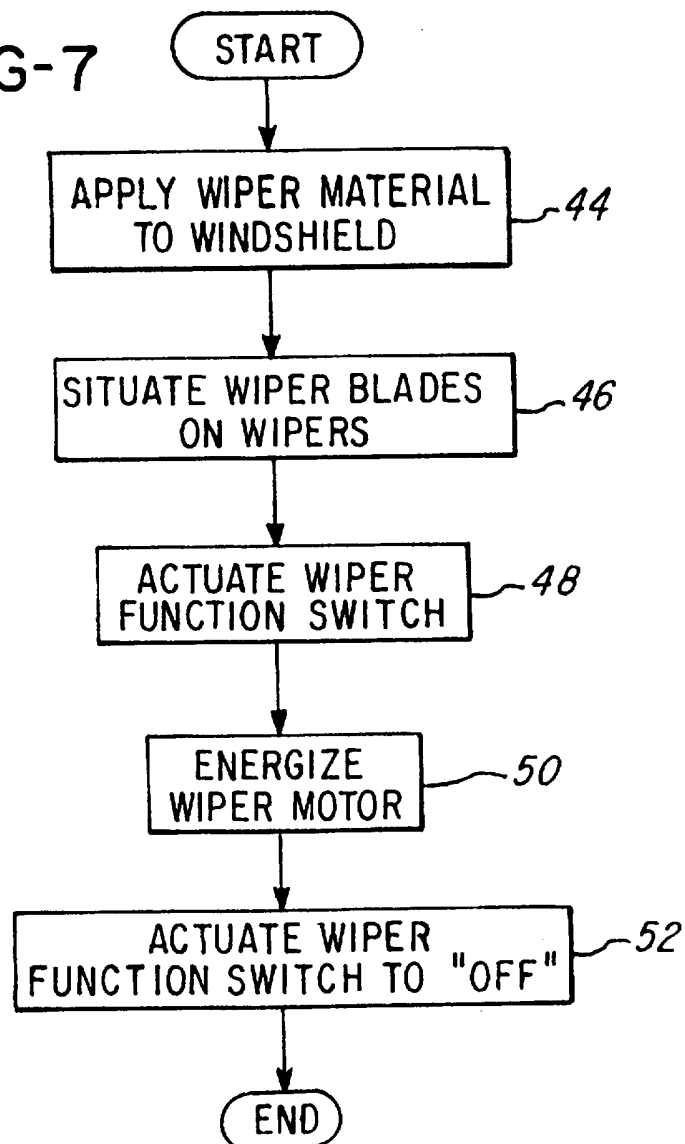 G-7
START
APPLY WIPER MATERIAL
TO WINDSHIELD
44
SITUATE WIPER BLADES
ON WIPERS
46
ACTUATE WIPER
FUNCTION SWITCH
48
ENERGIZE
WIPER MOTOR
50
ACTUATE WIPER
FUNCTION SWITCH TO "OFF"
52
END